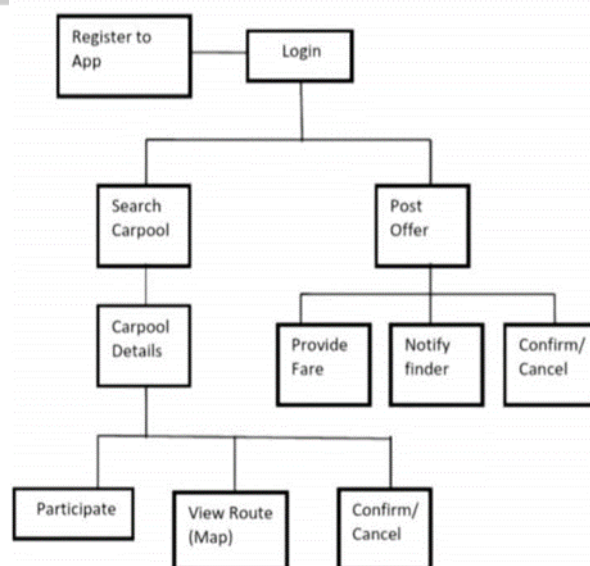 Register to
App
Login
Search
Carpool
Post
Offer
Carpool
Details
Provide
Fare
Notify
finder
Confirm/
Cancel
Participate
View Route
(Map)
Confirm/
Cancel